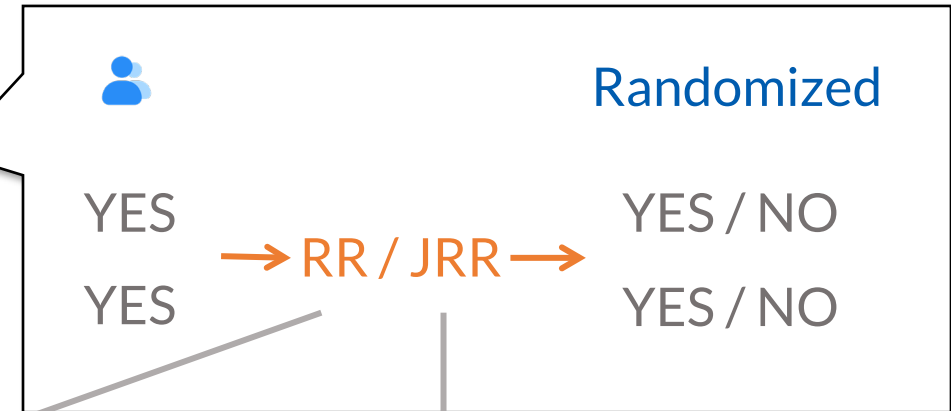 Randomized
YES
YES / NO
RR / JRR
YES
YES / NO